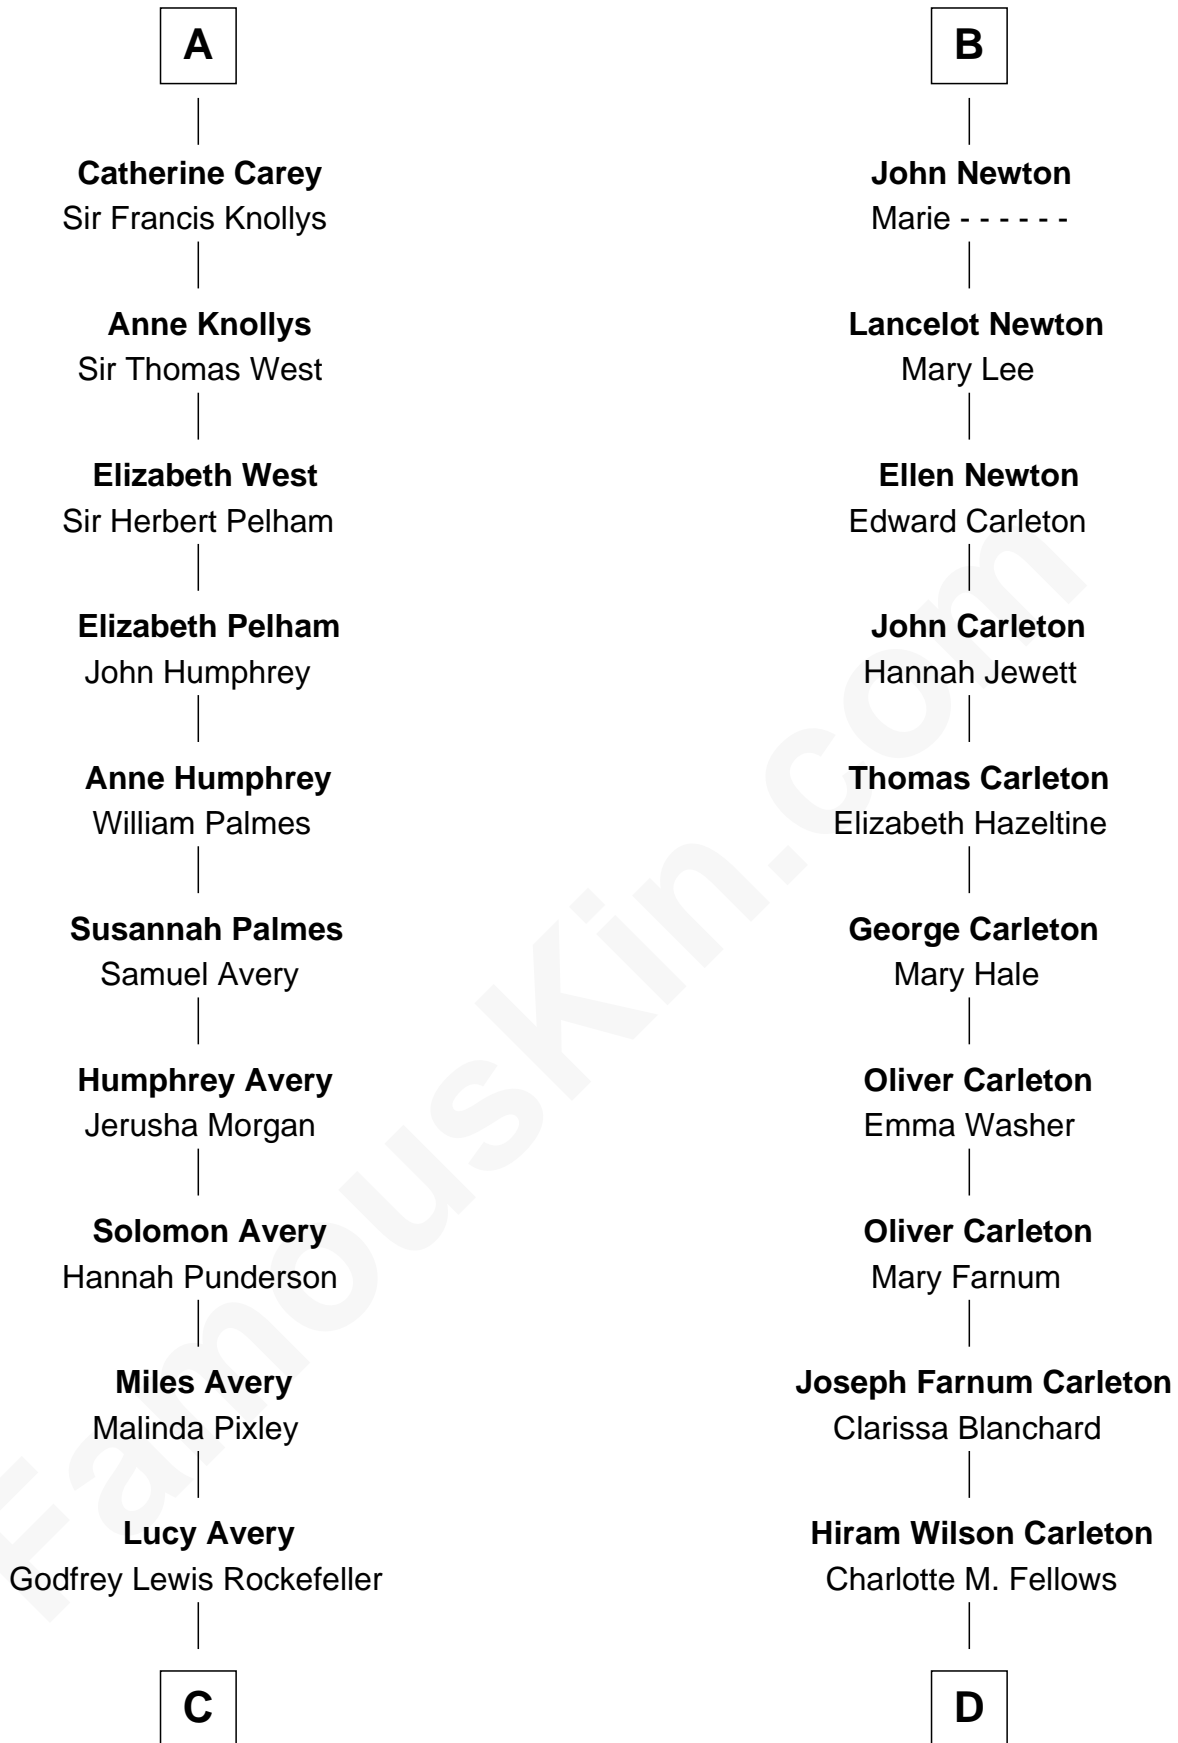 A
Catherine Carey
Sir Francis Knollys
Anne Knollys
Sir Thomas West
Elizabeth West
Sir Herbert Pelham
Elizabeth Pelham
John Humphrey
Anne Humphrey
William Palmes
Susannah Palmes
Samuel Avery
Humphrey Avery
Jerusha Morgan
Solomon Avery
Hannah Punderson
Miles Avery
Malinda Pixley
Lucy Avery
Godfrey Lewis Rockefeller
C
B
John Newton
Marie - - - - - -
Lancelot Newton
Mary Lee
Ellen Newton
Edward Carleton
John Carleton
Hannah Jewett
Thomas Carleton
Elizabeth Hazeltine
George Carleton
Mary Hale
Oliver Carleton
Emma Washer
Oliver Carleton
Mary Farnum
Joseph Farnum Carleton
Clarissa Blanchard
Hiram Wilson Carleton
Charlotte M. Fellows
D
FamousKin.com